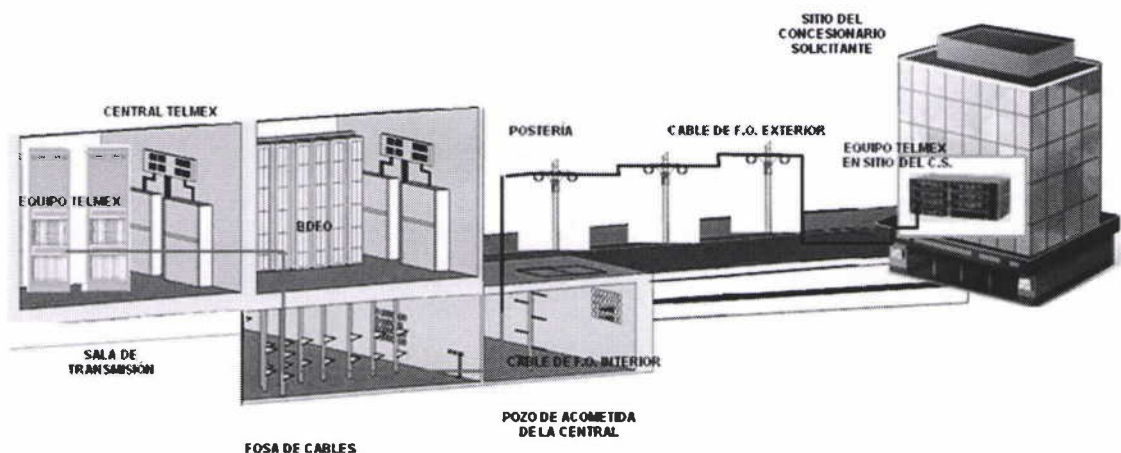 SITIO DEL
CONCESIONARIO
SOLICITANTE
CENTRAL TELMEX
POSTERÍA
CABLE DE F.O. EXTERIOR
EQUIPO TELMEX
EN SITIO DEL C.S.
EQUIPO TELMEX
BDFO
CABLE DE F.O. INTERIOR
SALA DE
TRANSMISIÓN
POZO DE ACOMETIDA
DE LA CENTRAL
FOSA DE CABLES